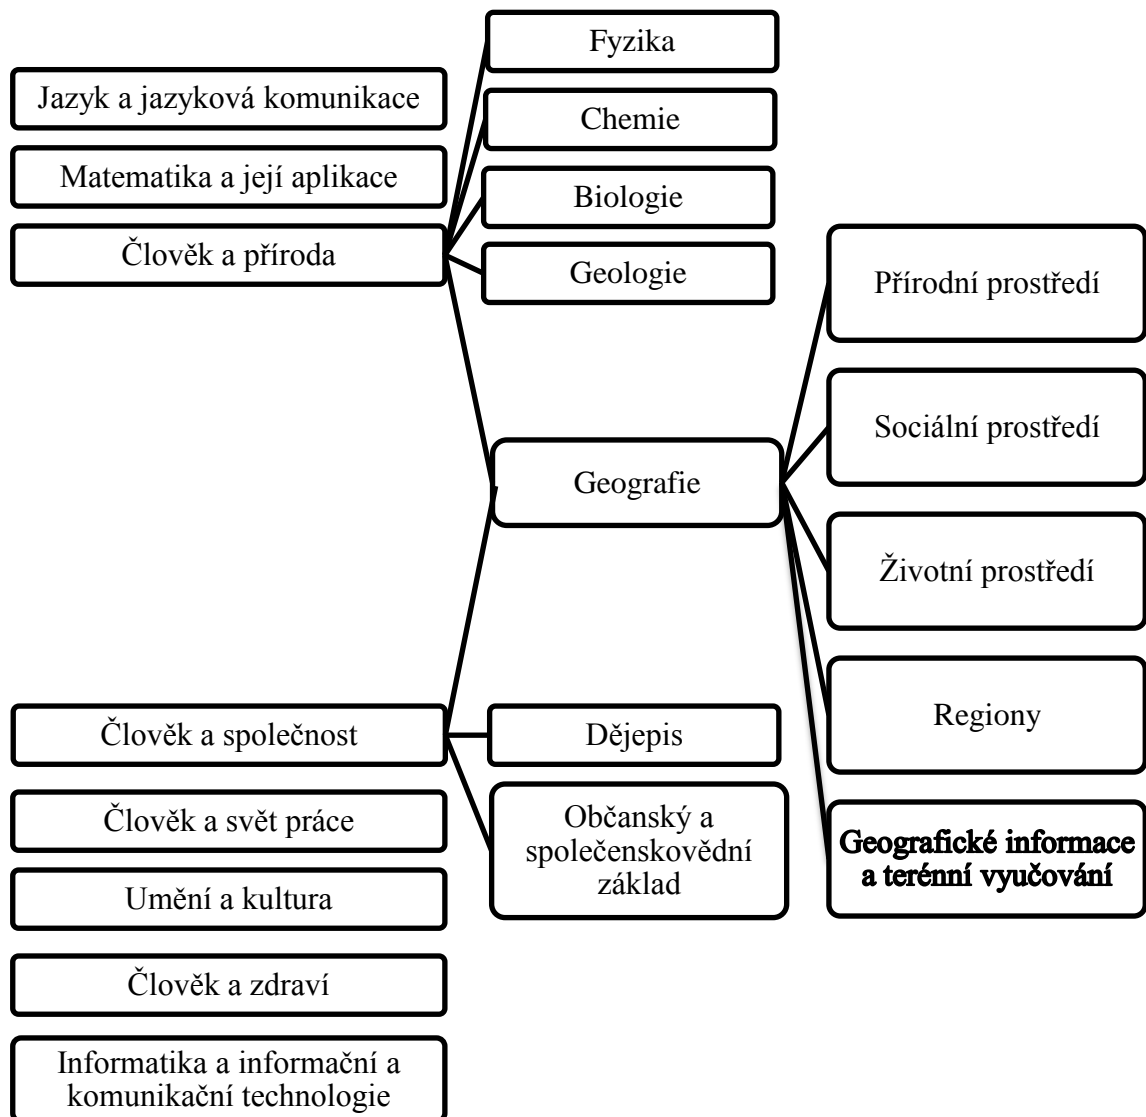 Jazyk a jazyková komunikace
Matematika a její aplikace
Člověk a příroda
Člověk a společnost
Člověk a svět práce
Umění a kultura
Člověk a zdraví
Informatika a informační a
komunikační technologie
Fyzika
Chemie
Biologie
Geologie
Geografie
Dějepis
Občanský a
společenskovědní
základ
Přírodní prostředí
Sociální prostředí
Životní prostředí
Regiony
Geografické informace
a terénní vyučování